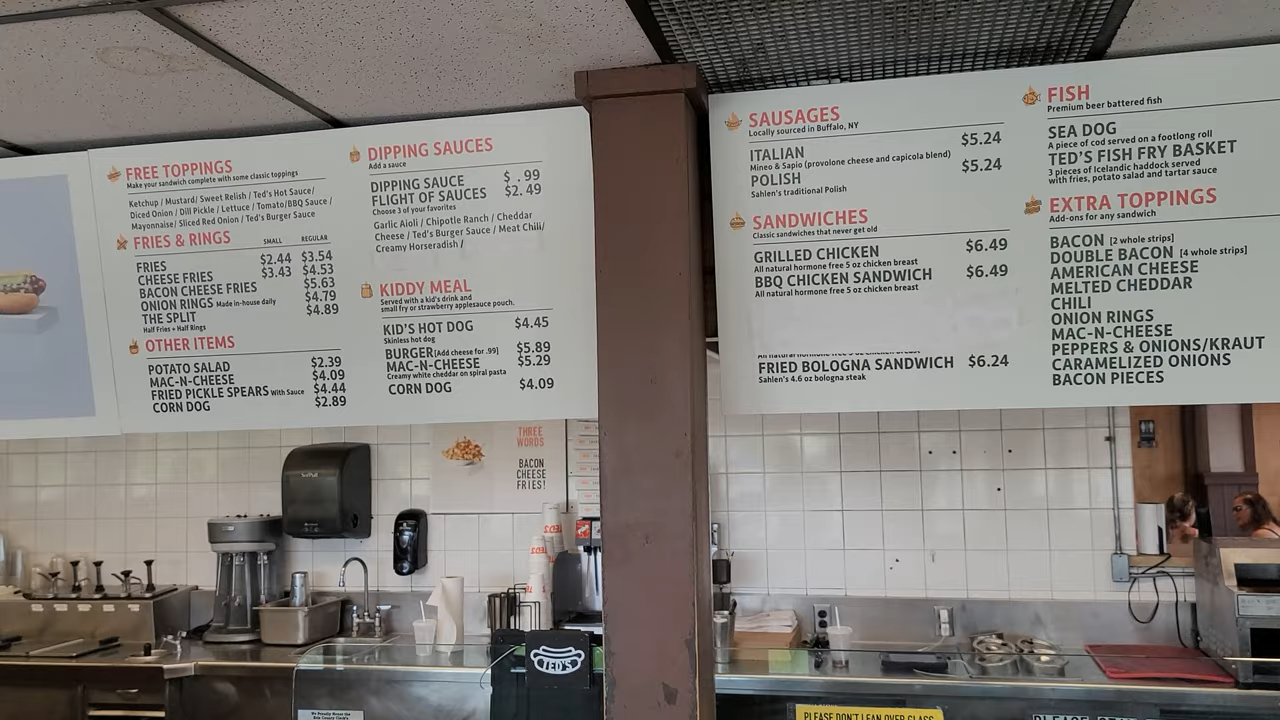 FREE TOPPINGS
Make your sandwich complete with some classic toppings
Ketchup / Mustard/ Sweet Relish / Ted's Hot Sauce/
Diced Onion / Dill Pickle / Lettuce / Tomato/BBQ Sauce /
Mayonnaise / Sliced Red Onion / Ted's Burger Sauce
FRIES & RINGS SMALL REGULAR
FRIES $2.44 $3.54
CHEESE FRIES $3.43 $4.53
BACON CHEESE FRIES $5.63
ONION RINGS Made in-house daily $4.79
THE SPLIT $4.89
Half Fries + Half Rings
OTHER ITEMS
POTATO SALAD $2.39
MAC-N-CHEESE $4.09
FRIED PICKLE SPEARS With Sauce $4.44
CORN DOG $2.89
DIPPING SAUCES
Add a sauce
DIPPING SAUCE $ .99
FLIGHT OF SAUCES $2.49
Choose 3 of your favorites
Garlic Aioli / Chipotle Ranch / Cheddar
Cheese / Ted's Burger Sauce / Meat Chili/
Creamy Horseradish /
KIDDY MEAL
Served with a kid's drink and
small fry or strawberry applesauce pouch.
KID'S HOT DOG $4.45
Skinless hot dog
BURGER[Add cheese for .99] $5.89
MAC-N-CHEESE $5.29
Creamy white cheddar on spiral pasta
CORN DOG $4.09
SAUSAGES
Locally sourced in Buffalo, NY
ITALIAN $5.24
Mineo & Sapio (provolone cheese and capicola blend)
POLISH $5.24
Sahlen's traditional Polish
SANDWICHES
Classic sandwiches that never get old
GRILLED CHICKEN $6.49
All natural hormone free 5 oz chicken breast
BBQ CHICKEN SANDWICH $6.49
All natural hormone free 5 oz chicken breast
All natural hormone free 5 oz chicken breast
FRIED BOLOGNA SANDWICH $6.24
Sahlen's 4.6 oz bologna steak
FISH
Premium beer battered fish
SEA DOG
A piece of cod served on a footlong roll
TED'S FISH FRY BASKET
3 pieces of Icelandic haddock served
with fries, potato salad and tartar sauce
EXTRA TOPPINGS
Add-ons for any sandwich
BACON [2 whole strips]
DOUBLE BACON [4 whole strips]
AMERICAN CHEESE
MELTED CHEDDAR
CHILI
ONION RINGS
MAC-N-CHEESE
PEPPERS & ONIONS/KRAUT
CARAMELIZED ONIONS
BACON PIECES
THREE
WORDS
BACON
CHEESE
FRIES!
TED'S
TED'S
PLEASE DON'T LEAN OVER GLASS